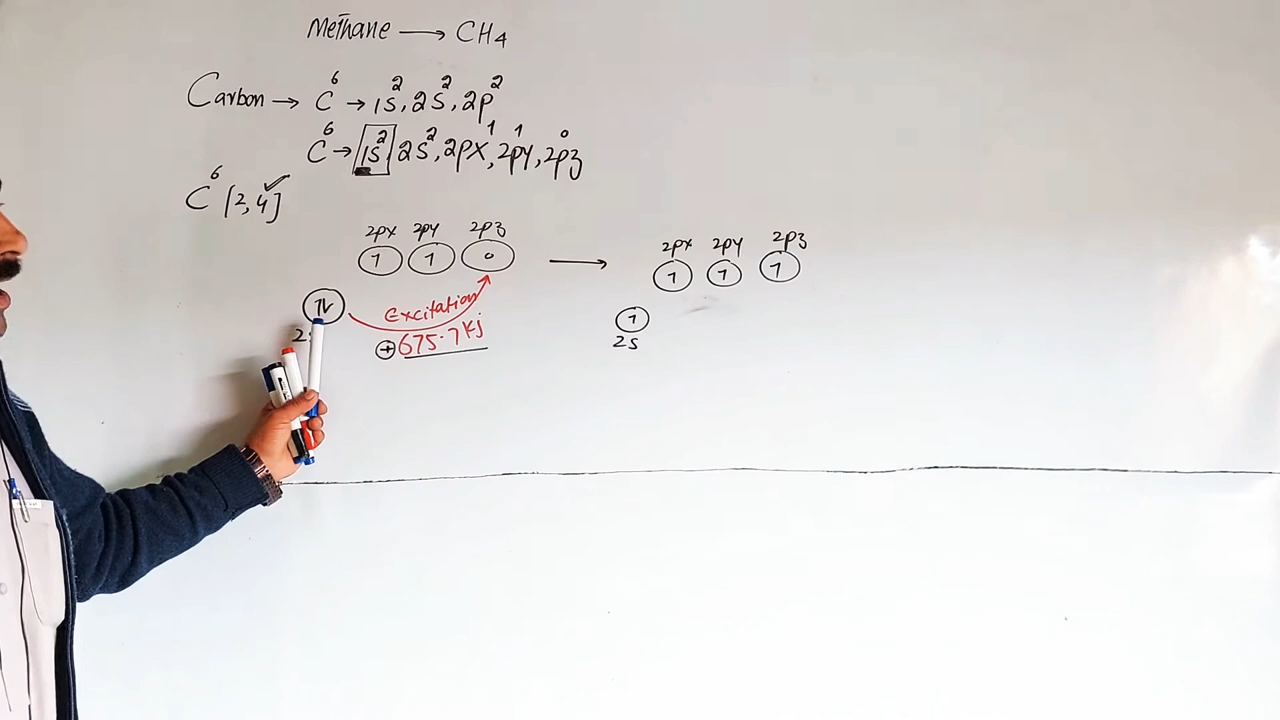 Methane → CH4
Carbon → C⁶ → 1S², 2S², 2p²
C⁶ → 1S² 2S², 2px¹, 2py¹, 2pz⁰
C⁶ [2,4]
2px 2py 2pz
1 1 0 →
2px 2py 2pz
1 1 1
1↓
Excitation
+675.7 Kj
1
2s